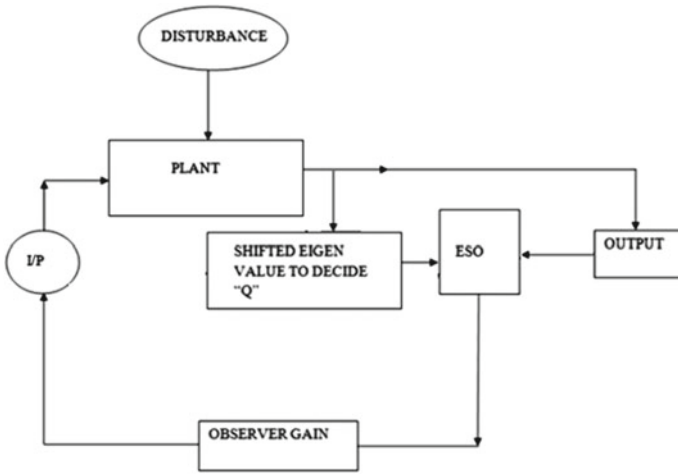 DISTURBANCE
PLANT
I/P
SHIFTED EIGEN
VALUE TO DECIDE
“Q”
ESO
OUTPUT
OBSERVER GAIN